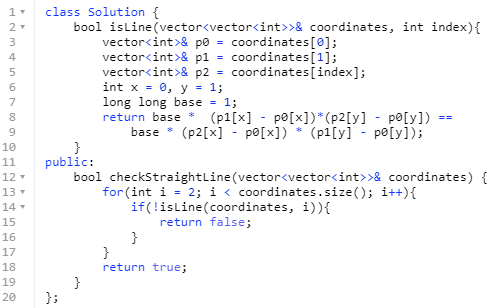 1 class Solution {
2 bool isLine(vector<vector<int>>& coordinates, int index){
3 vector<int>& p0 = coordinates[0];
4 vector<int>& p1 = coordinates[1];
5 vector<int>& p2 = coordinates[index];
6 int x = 0, y = 1;
7 long long base = 1;
8 return base *  (p1[x] - p0[x])*(p2[y] - p0[y]) ==
9 base * (p2[x] - p0[x]) * (p1[y] - p0[y]);
10 }
11 public:
12 bool checkStraightLine(vector<vector<int>>& coordinates) {
13 for(int i = 2; i < coordinates.size(); i++){
14 if(!isLine(coordinates, i)){
15 return false;
16 }
17 }
18 return true;
19 }
20 };